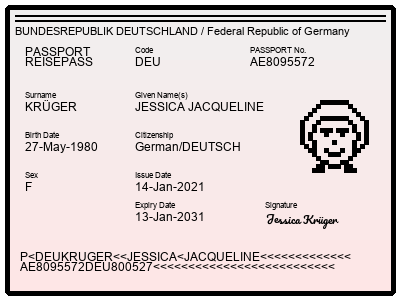 BUNDESREPUBLIK DEUTSCHLAND / Federal Republic of Germany
PASSPORT
REISEPASS
Code
DEU
PASSPORT No.
AE8095572
Surname
KRÜGER
Given Name(s)
JESSICA JACQUELINE
Birth Date
27-May-1980
Citizenship
German/DEUTSCH
Sex
F
Issue Date
14-Jan-2021
Expiry Date
13-Jan-2031
Signature
Jessica Krüger
P<DEUKRUGER<<JESSICA<JACQUELINE<<<<<<<<<<<<<
AE8095572DEU800527<<<<<<<<<<<<<<<<<<<<<<<<<<